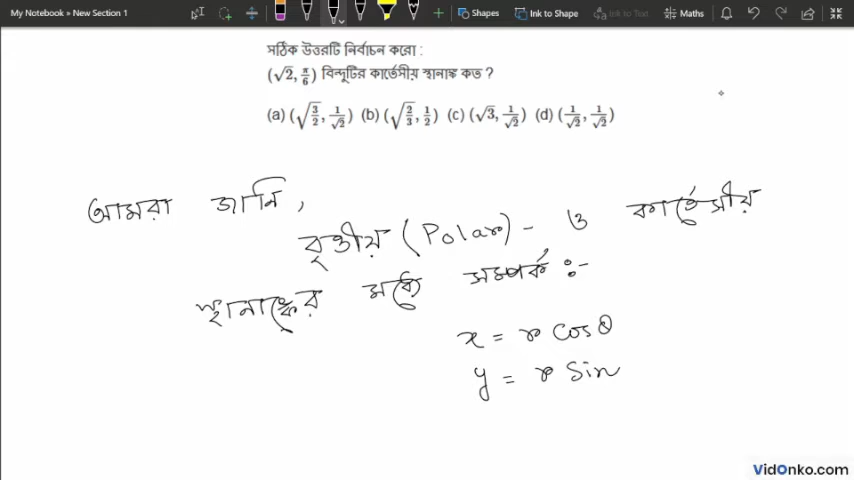 My Notebook > New Section 1
Shapes Ink to Shape Ink to Text Maths
সঠিক উত্তরটি নির্বাচন করো :
(√2, π/6) বিন্দুটির কার্তেসীয় স্থানাঙ্ক কত ?
(a) (√(3/2), 1/√2) (b) (√(2/3), 1/2) (c) (√3, 1/√2) (d) (1/√2, 1/√2)
আমরা জানি,
বৃত্তীয় (Polar) - ও কার্তেসীয়
স্থানাঙ্কের মধ্যে সম্পর্ক :-
x = r cosθ
y = r Sin
VidOnko.com